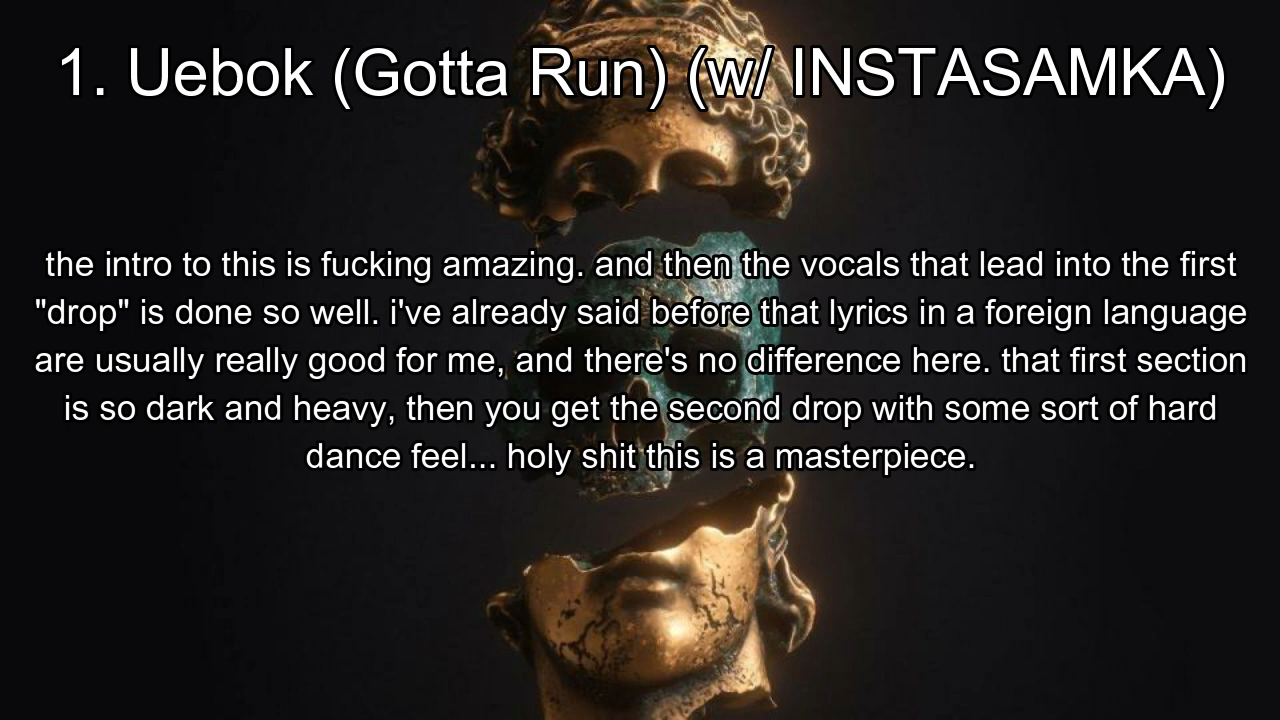 1. Uebok (Gotta Run) (w/ INSTASAMKA)
the intro to this is fucking amazing. and then the vocals that lead into the first
"drop" is done so well. i've already said before that lyrics in a foreign language
are usually really good for me, and there's no difference here. that first section
is so dark and heavy, then you get the second drop with some sort of hard
dance feel... holy shit this is a masterpiece.